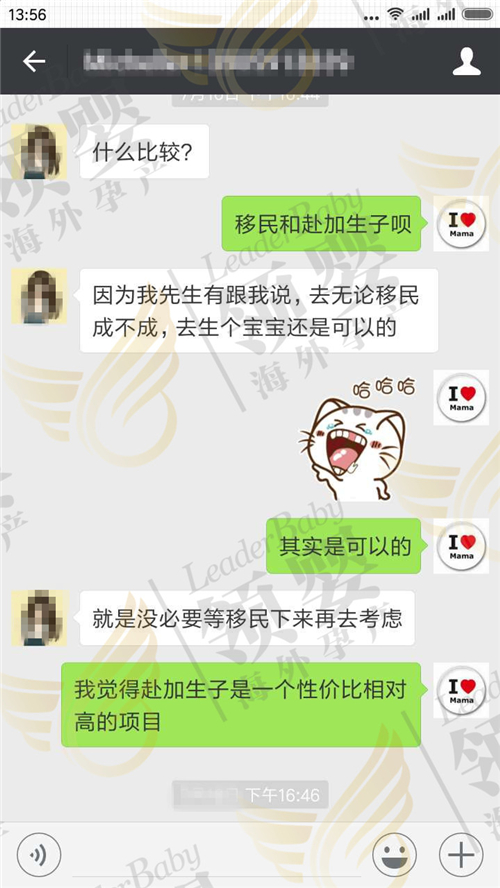 13:56
下午16:44
什么比较?
移民和赴加生子呗
I
Mama
因为我先生有跟我说，去无论移民
成不成，去生个宝宝还是可以的
哈哈哈
I
Mama
其实是可以的
I
Mama
就是没必要等移民下来再去考虑
我觉得赴加生子是一个性价比相对
高的项目
I
Mama
下午16:46
LeaderBaby
领婴
海外孕产